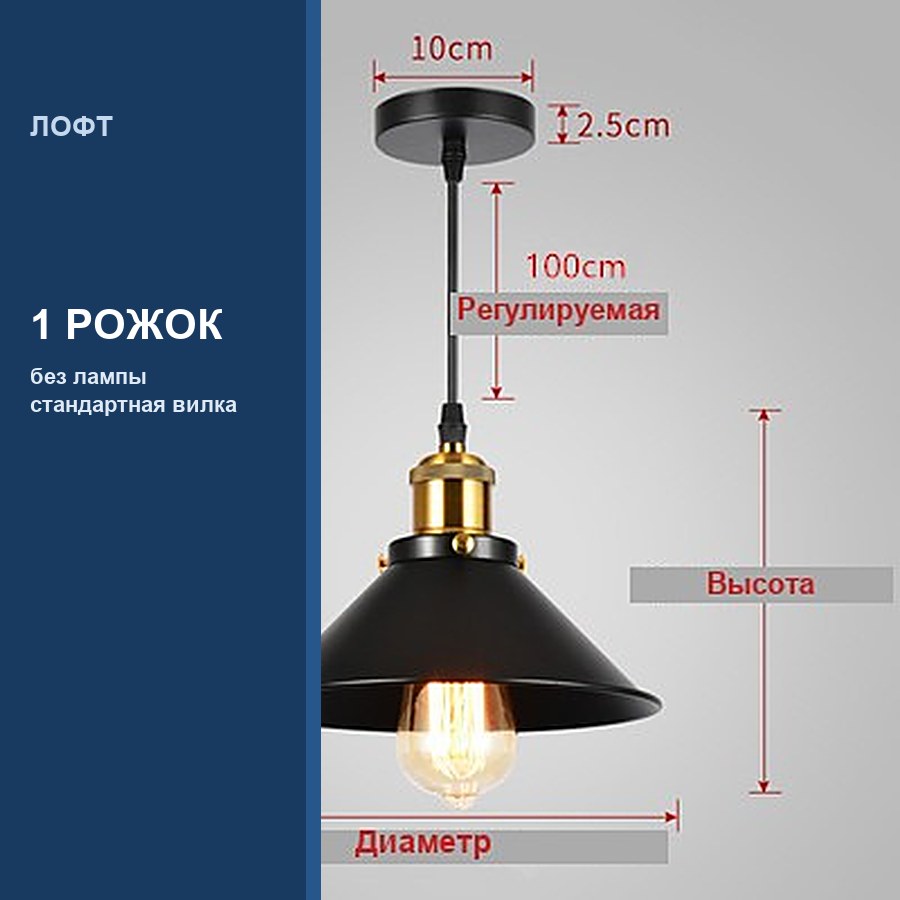 ЛОФТ
1 РОЖОК
без лампы
стандартная вилка
10cm
2.5cm
100cm
Регулируемая
Высота
Диаметр